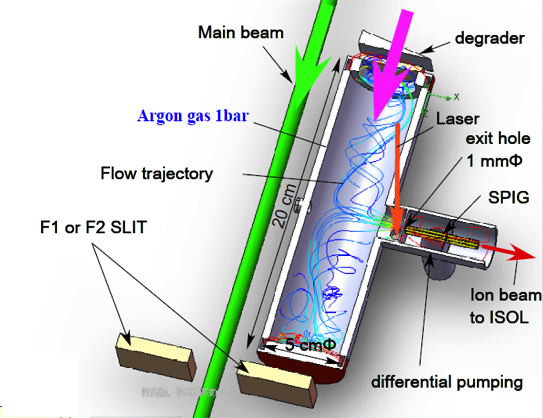 Main beam
degrader
Argon gas 1bar
x
Laser
exit hole
1 mmΦ
Flow trajectory
20 cm
SPIG
F1 or F2 SLIT
Ion beam
to ISOL
5 cmΦ
differential pumping